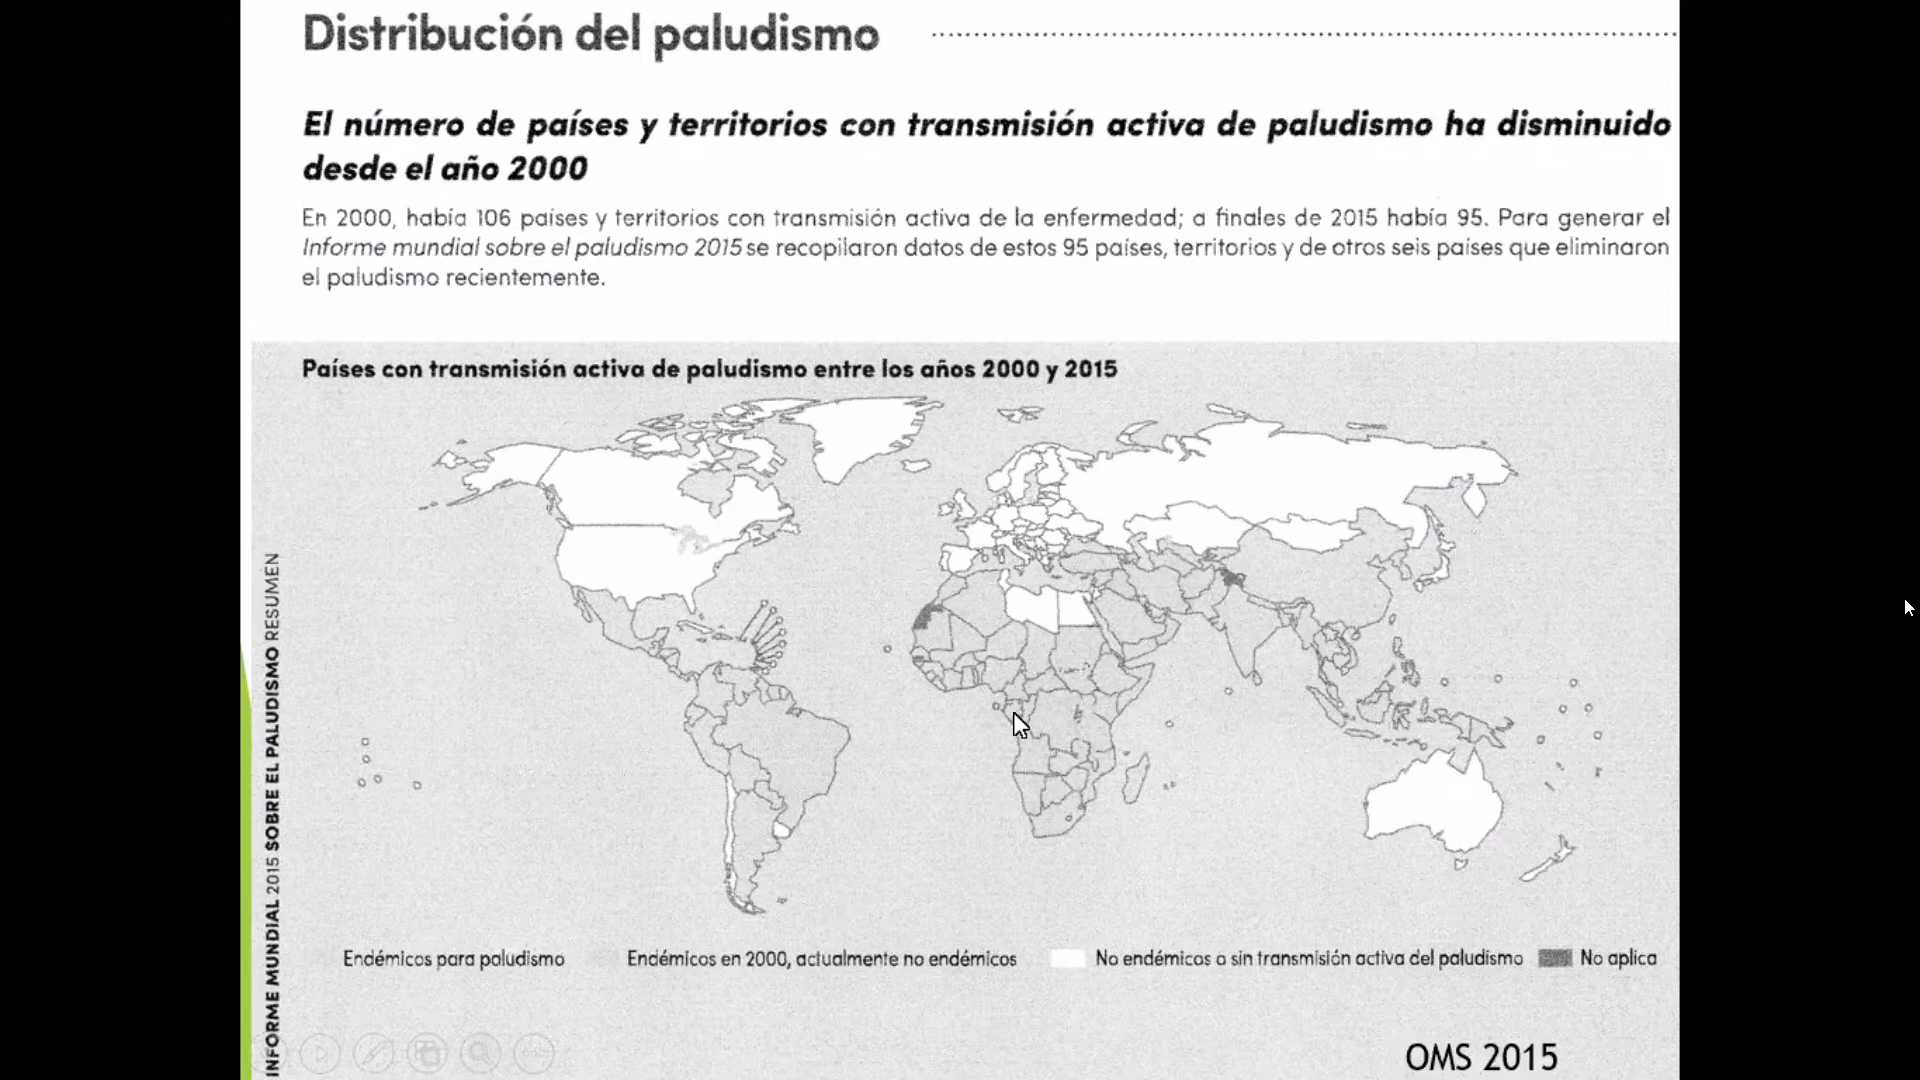 Distribución del paludismo
El número de países y territorios con transmisión activa de paludismo ha disminuido
desde el año 2000
En 2000, había 106 países y territorios con transmisión activa de la enfermedad; a finales de 2015 había 95. Para generar el
Informe mundial sobre el paludismo 2015 se recopilaron datos de estos 95 países, territorios y de otros seis países que eliminaron
el paludismo recientemente.
Países con transmisión activa de paludismo entre los años 2000 y 2015
Endémicos para paludismo
Endémicos en 2000, actualmente no endémicos
No endémicos o sin transmisión activa del paludismo
No aplica
INFORME MUNDIAL 2015 SOBRE EL PALUDISMO RESUMEN
OMS 2015